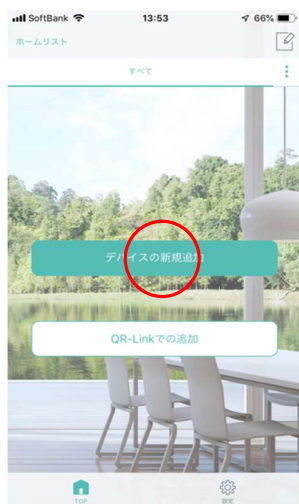 SoftBank 13:53 66%
ホームリスト
すべて
デバイスの新規追加
QR-Linkでの追加
TOP 設定